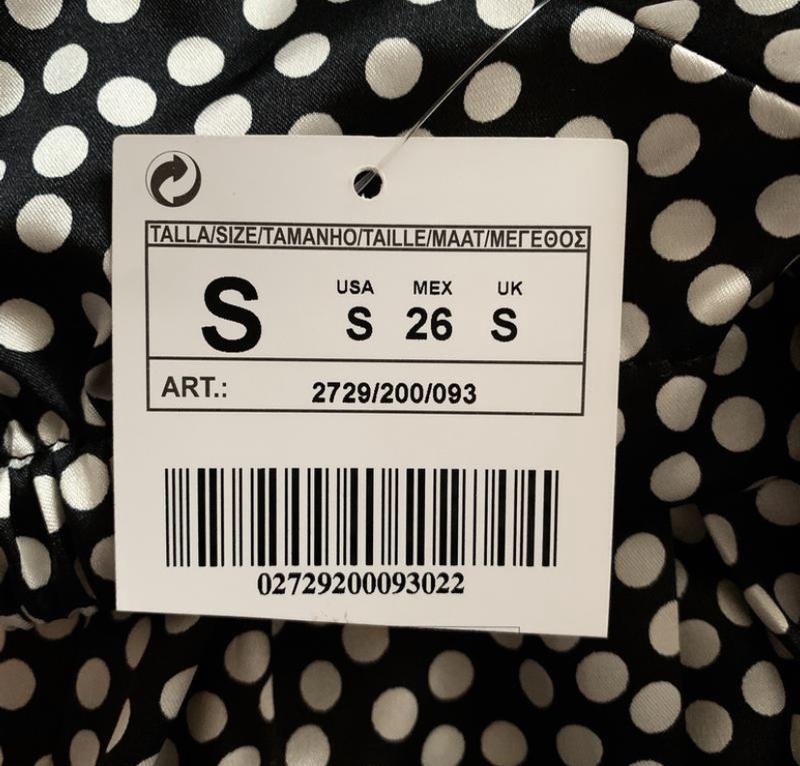 TALLA/SIZE/TAMANHO/TAILLE/MAAT/ΜΕΓΕΘΟΣ
USA MEX UK
S S 26 S
ART.: 2729/200/093
02729200093022